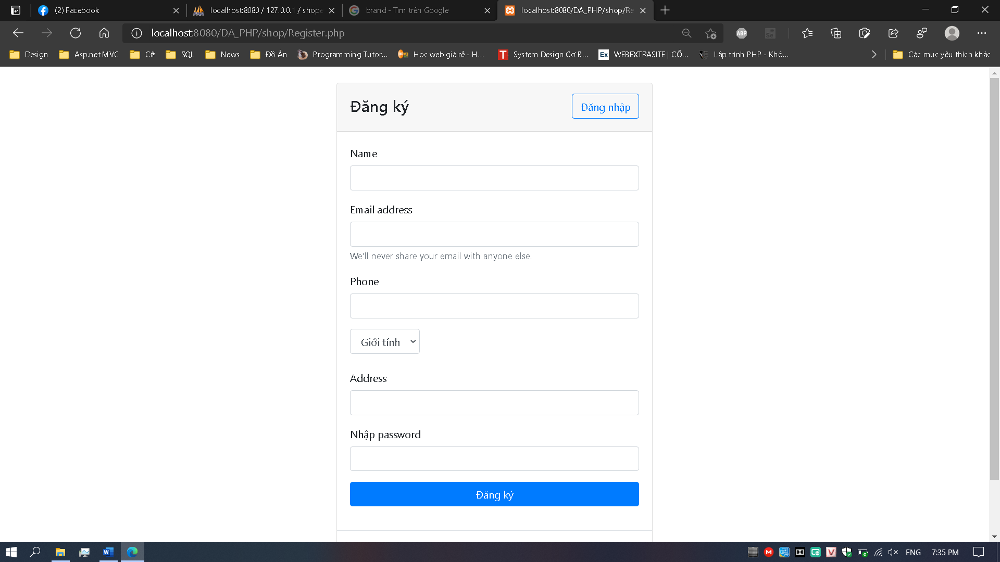 (2) Facebook
localhost:8080 / 127.0.0.1 / shope
brand - Tìm trên Google
localhost:8080/DA_PHP/shop/Re
localhost:8080/DA_PHP/shop/Register.php
ABP
Se
Design
Asp.net MVC
C#
SQL
News
Đồ Án
Programming Tutor...
Học web giá rẻ - H...
System Design Cơ B...
Ex
WEBEXTRASITE | CÔ...
Lập trình PHP - Khó...
Các mục yêu thích khác
Đăng ký
Đăng nhập
Name
Email address
We'll never share your email with anyone else.
Phone
Giới tính
Address
Nhập password
Đăng ký
ENG
7:35 PM